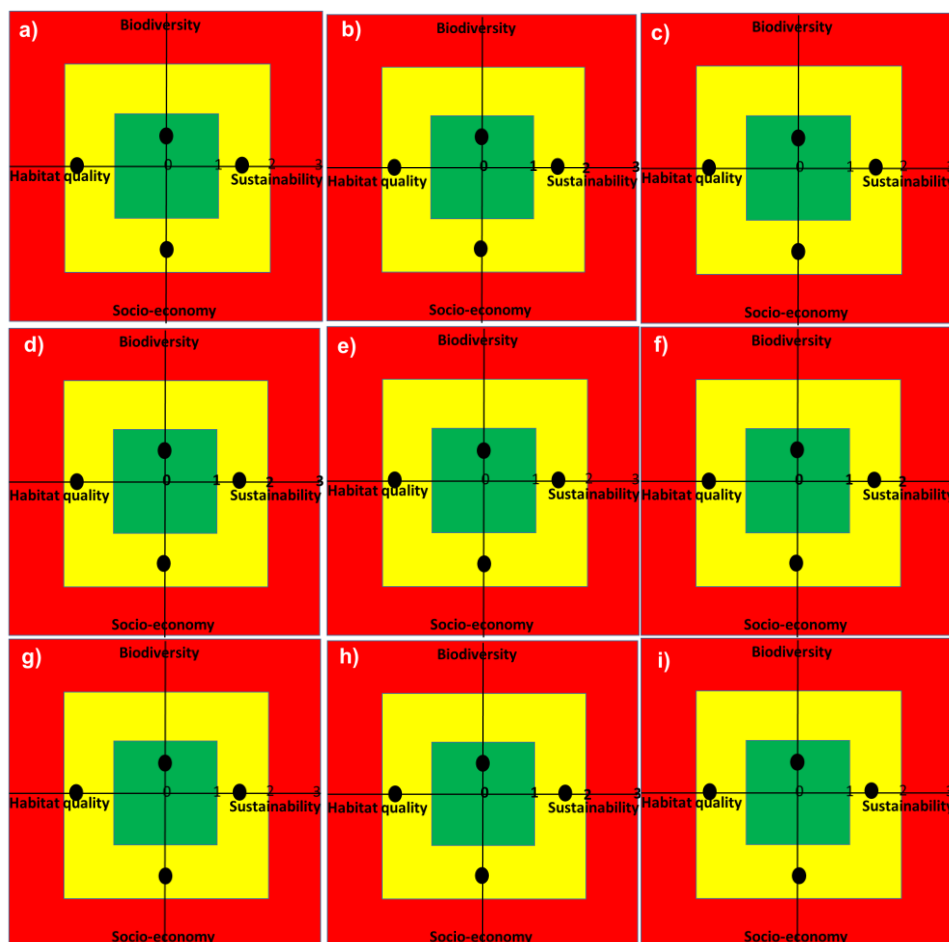 a)
Biodiversity
0 1 2 3
Habitat quality Sustainability
Socio-economy
b)
Biodiversity
0 1 2 3
Habitat quality Sustainability
Socio-economy
c)
Biodiversity
0 1 2 3
Habitat quality Sustainability
Socio-economy
d)
Biodiversity
0 1 2 3
Habitat quality Sustainability
Socio-economy
e)
Biodiversity
0 1 2 3
Habitat quality Sustainability
Socio-economy
f)
Biodiversity
0 1 2 3
Habitat quality Sustainability
Socio-economy
g)
Biodiversity
0 1 2 3
Habitat quality Sustainability
Socio-economy
h)
Biodiversity
0 1 2 3
Habitat quality Sustainability
Socio-economy
i)
Biodiversity
0 1 2 3
Habitat quality Sustainability
Socio-economy